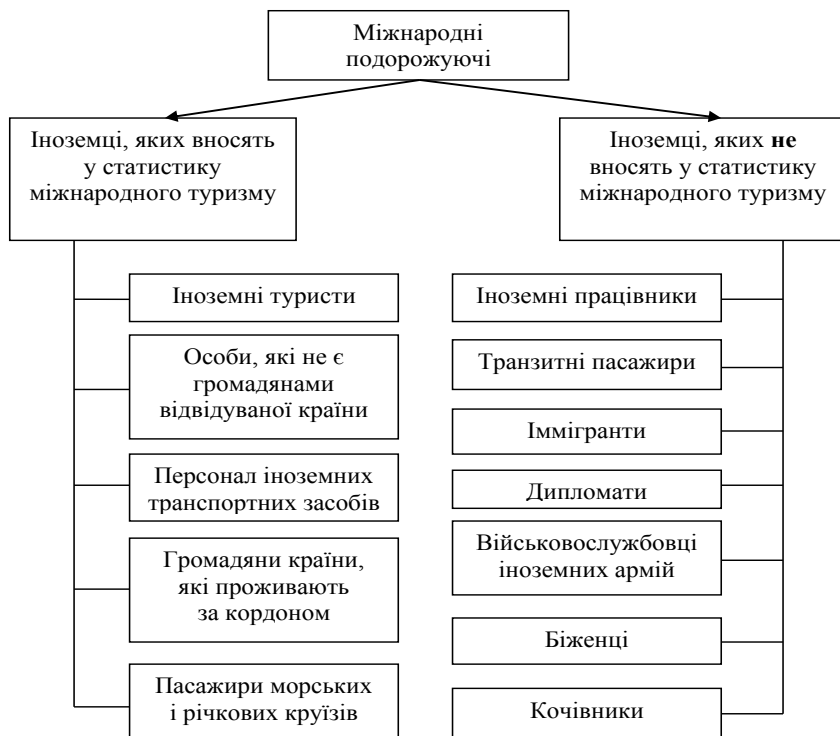 Міжнародні
подорожуючі
Іноземці, яких вносять
у статистику
міжнародного туризму
Іноземні туристи
Особи, які не є
громадянами
відвідуваної країни
Персонал іноземних
транспортних засобів
Громадяни країни,
які проживають
за кордоном
Пасажири морських
і річкових круїзів
Іноземці, яких не
вносять у статистику
міжнародного туризму
Іноземні працівники
Транзитні пасажири
Іммігранти
Дипломати
Військовослужбовці
іноземних армій
Біженці
Кочівники